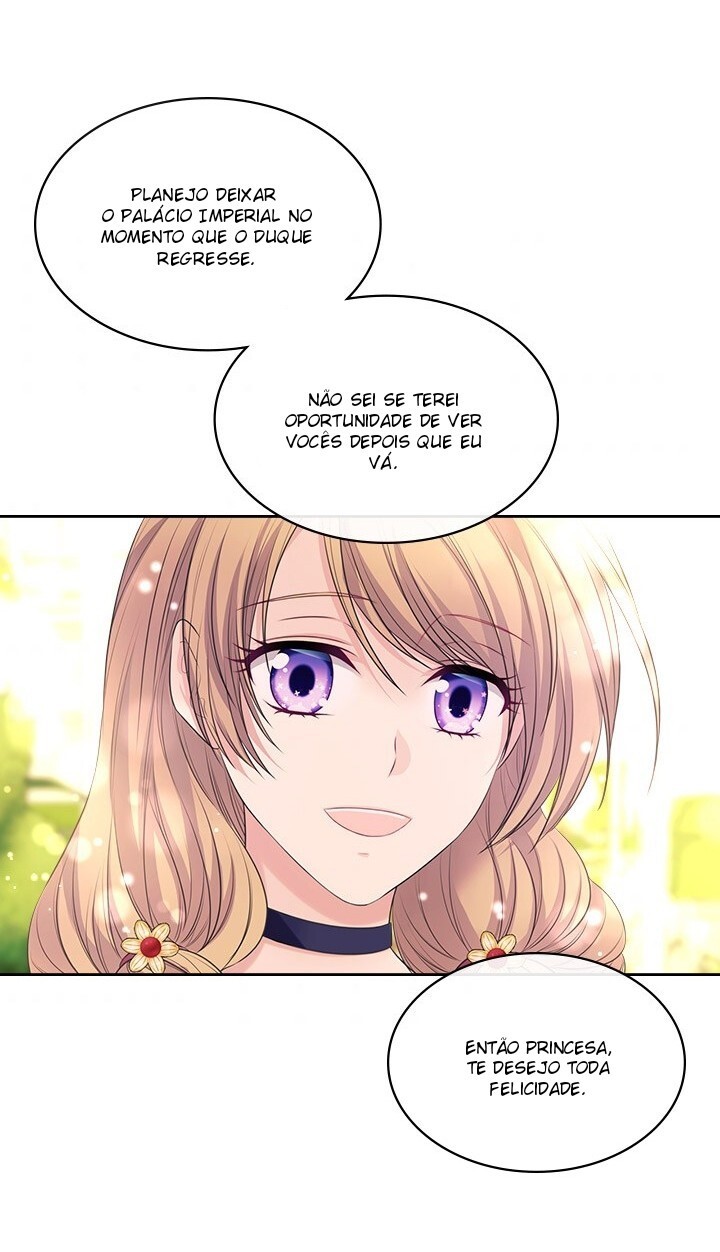 PLANEJO DEIXAR
O PALÁCIO IMPERIAL NO
MOMENTO QUE O DUQUE
REGRESSE.
NÃO SEI SE TEREI
OPORTUNIDADE DE VER
VOCÊS DEPOIS QUE EU
VÁ.
ENTÃO PRINCESA,
TE DESEJO TODA
FELICIDADE.